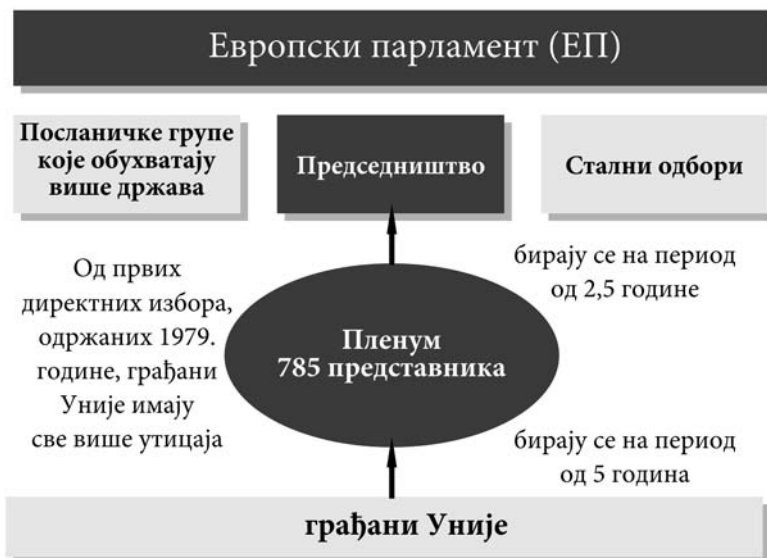 Европски парламент (ЕП)
Посланичке групе
које обухватају
више држава
Председништво
Стални одбори
Од првих
директних избора,
одржаних 1979.
године, грађани
Уније имају
све више утицаја
бирају се на период
од 2,5 године
Пленум
785 представника
бирају се на период
од 5 година
грађани Уније